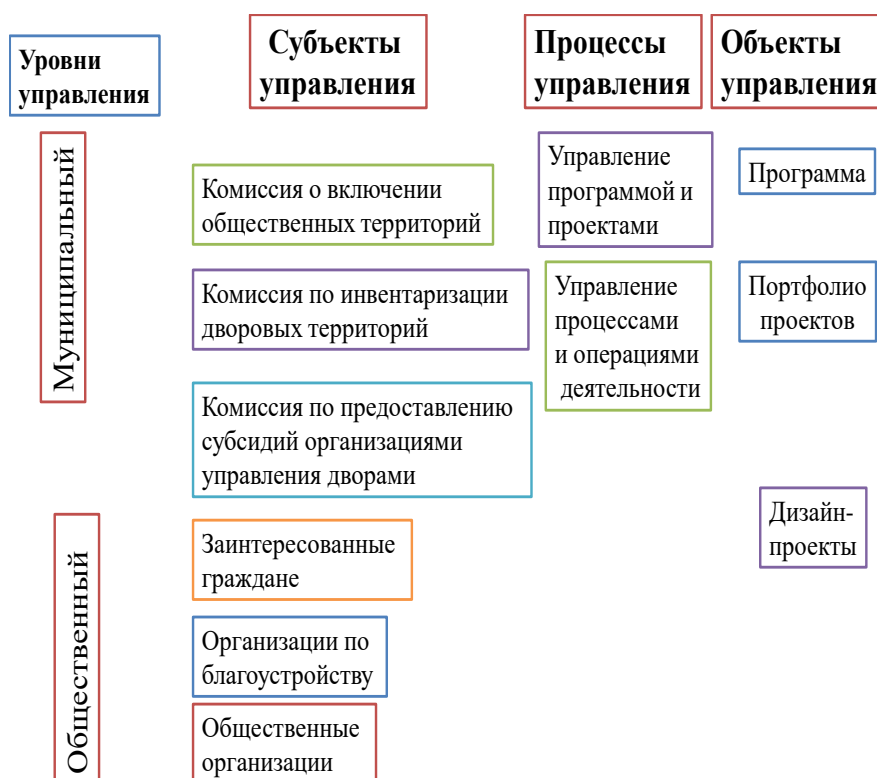 Уровни
управления
Субъекты
управления
Процессы
управления
Объекты
управления
Муниципальный
Комиссия о включении
общественных территорий
Управление
программой и
проектами
Программа
Комиссия по инвентаризации
дворовых территорий
Управление
процессами
и операциями
деятельности
Портфолио
проектов
Комиссия по предоставлению
субсидий организациями
управления дворами
Общественный
Заинтересованные
граждане
Дизайн-
проекты
Организации по
благоустройству
Общественные
организации